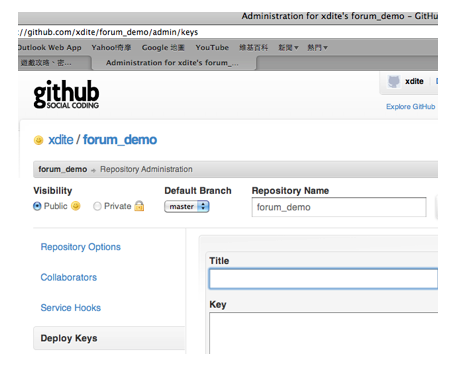 Administration for xdite's forum_demo – GitHu
://github.com/xdite/forum_demo/admin/keys
Outlook Web App Yahoo!奇摩 Google 地圖 YouTube 維基百科 新聞▼ 熱門▼
遊戲攻略、密... Administration for xdite's forum_...
github
SOCIAL CODING
xdite
Explore GitHub
xdite / forum_demo
forum_demo → Repository Administration
Visibility Default Branch Repository Name
Public Private master forum_demo
Repository Options
Title
Collaborators
Key
Service Hooks
Deploy Keys